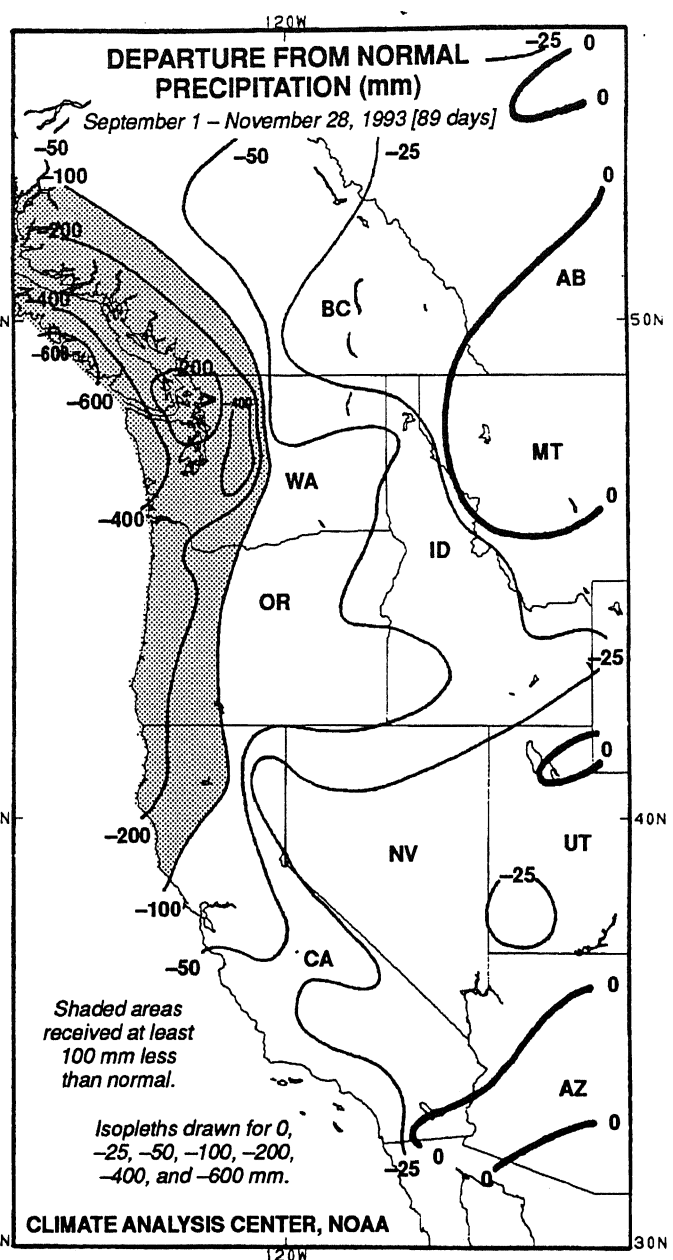 120W
DEPARTURE FROM NORMAL
PRECIPITATION (mm)
September 1 – November 28, 1993 [89 days]
–25
0
0
–50
–50
–25
–100
0
–200
AB
BC
–400
50N
N
–600
–200
–600
–400
MT
WA
0
–400
ID
OR
–25
0
–200
N
40N
NV
UT
–25
–100
CA
–50
0
Shaded areas
received at least
100 mm less
than normal.
AZ
Isopleths drawn for 0,
–25, –50, –100, –200,
–400, and –600 mm.
0
–25
0
0
CLIMATE ANALYSIS CENTER, NOAA
N
30N
120W